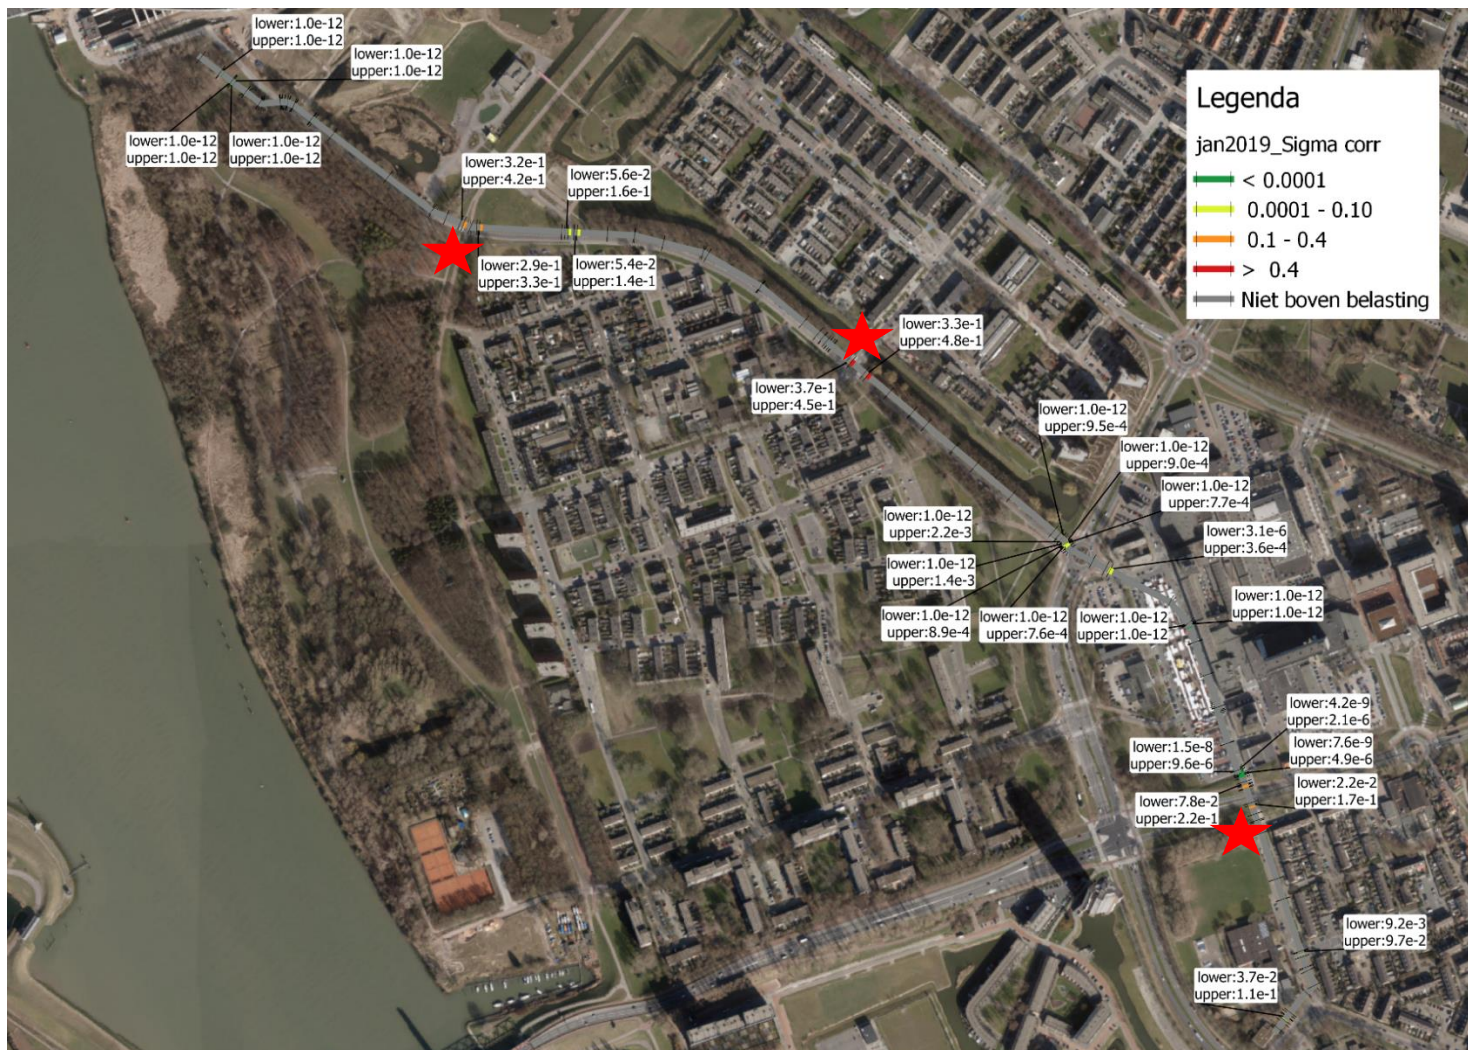 lower:1.0e-12
upper:1.0e-12
lower:1.0e-12
upper:1.0e-12
lower:1.0e-12
upper:1.0e-12
lower:1.0e-12
upper:1.0e-12
Legenda
jan2019_Sigma corr
< 0.0001
0.0001 - 0.10
0.1 - 0.4
> 0.4
Niet boven belasting
lower:3.2e-1
upper:4.2e-1
lower:5.6e-2
upper:1.6e-1
lower:2.9e-1
upper:3.3e-1
lower:5.4e-2
upper:1.4e-1
lower:3.3e-1
upper:4.8e-1
lower:3.7e-1
upper:4.5e-1
lower:1.0e-12
upper:9.5e-4
lower:1.0e-12
upper:9.0e-4
lower:1.0e-12
upper:7.7e-4
lower:1.0e-12
upper:2.2e-3
lower:3.1e-6
upper:3.6e-4
lower:1.0e-12
upper:1.4e-3
lower:1.0e-12
upper:8.9e-4
lower:1.0e-12
upper:7.6e-4
lower:1.0e-12
upper:1.0e-12
lower:1.0e-12
upper:1.0e-12
lower:4.2e-9
upper:2.1e-6
lower:1.5e-8
upper:9.6e-6
lower:7.6e-9
upper:4.9e-6
lower:7.8e-2
upper:2.2e-1
lower:2.2e-2
upper:1.7e-1
lower:9.2e-3
upper:9.7e-2
lower:3.7e-2
upper:1.1e-1